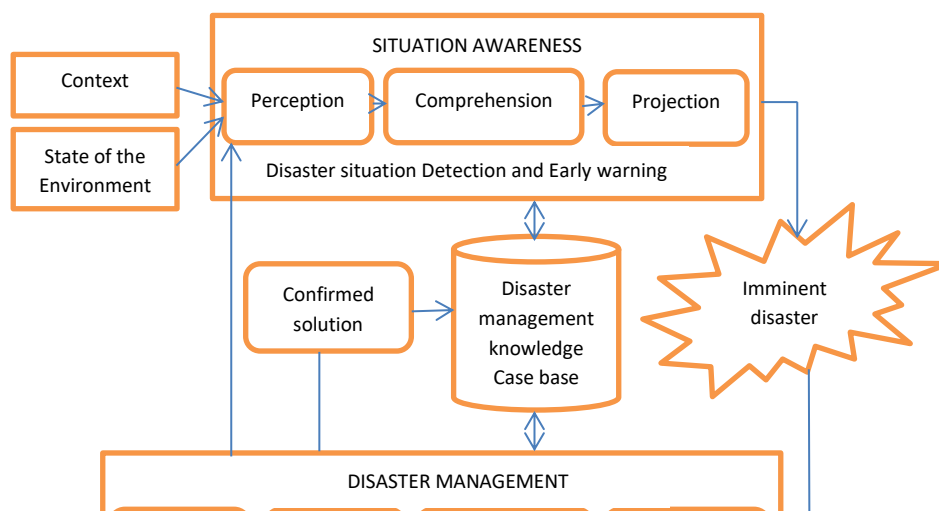 SITUATION AWARENESS
Context
Perception
Comprehension
Projection
State of the
Environment
Disaster situation Detection and Early warning
Confirmed
solution
Disaster
management
knowledge
Case base
Imminent
disaster
DISASTER MANAGEMENT